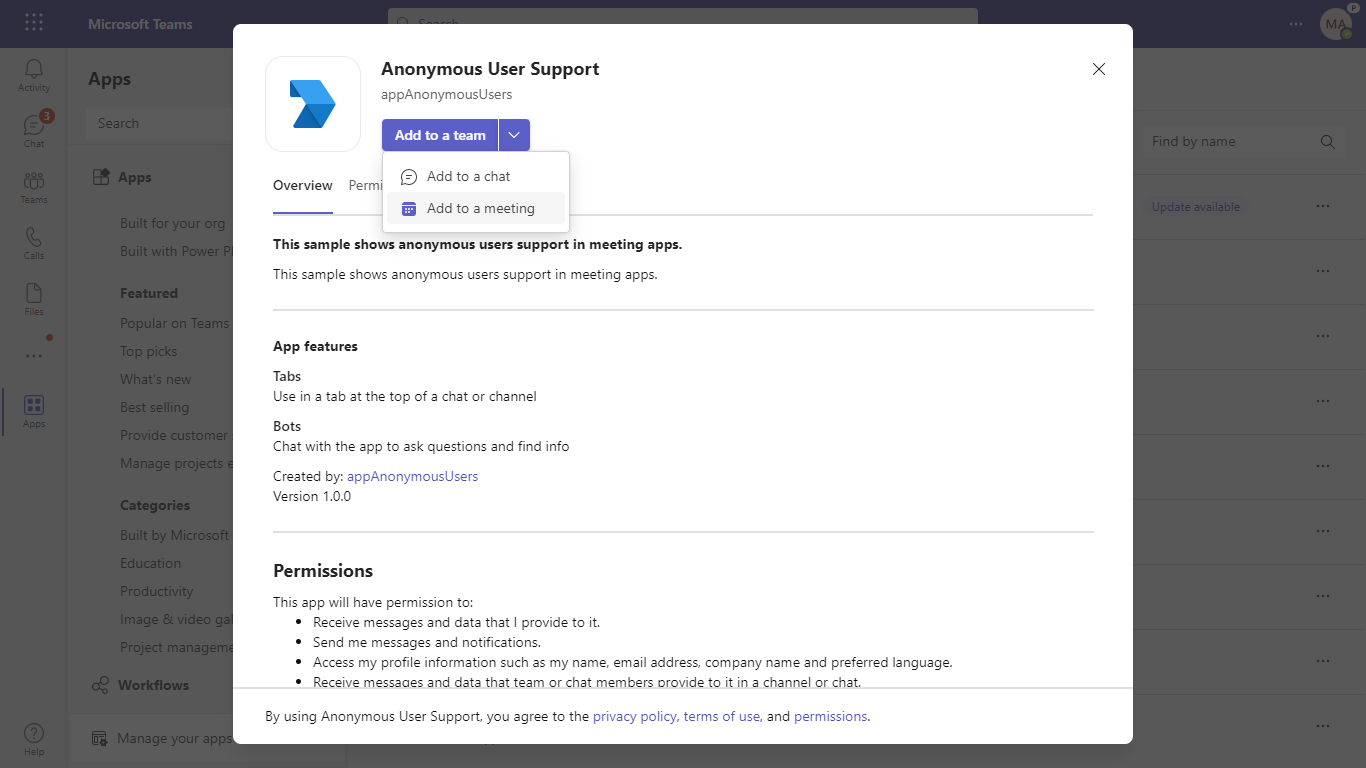 Microsoft Teams
Search
P
MA
Activity
Chat
3
Teams
Calls
Files
Apps
Help
Apps
Search
Apps
Built for your org
Built with Power Pl
Featured
Popular on Teams
Top picks
What's new
Best selling
Provide customer
Manage projects e
Categories
Built by Microsoft
Education
Productivity
Image & video gal
Project manageme
Workflows
Manage your apps
Anonymous User Support
appAnonymousUsers
Add to a team
Add to a chat
Add to a meeting
Overview Permi
This sample shows anonymous users support in meeting apps.
This sample shows anonymous users support in meeting apps.
App features
Tabs
Use in a tab at the top of a chat or channel
Bots
Chat with the app to ask questions and find info
Created by: appAnonymousUsers
Version 1.0.0
Permissions
This app will have permission to:
• Receive messages and data that I provide to it.
• Send me messages and notifications.
• Access my profile information such as my name, email address, company name and preferred language.
• Receive messages and data that team or chat members provide to it in a channel or chat.
By using Anonymous User Support, you agree to the privacy policy, terms of use, and permissions.
Find by name
Update available